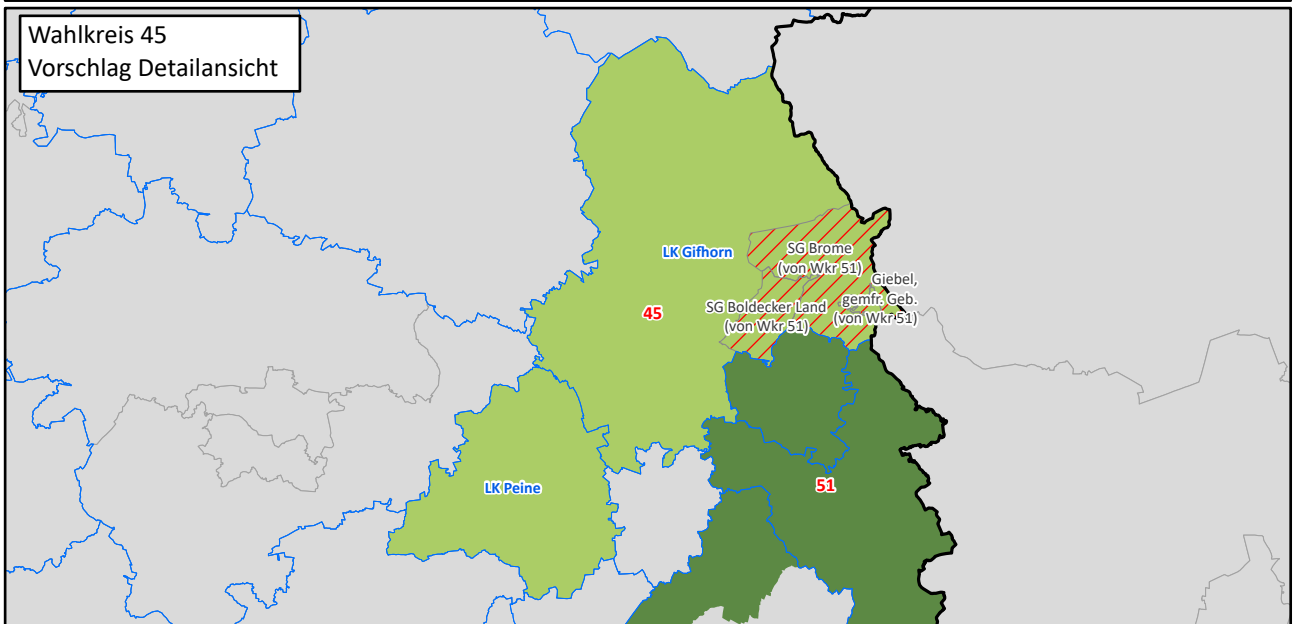 Wahlkreis 45
Vorschlag Detailansicht
LK Gifhorn
SG Brome
(von Wkr 51)
Giebel,
gemfr. Geb.
(von Wkr 51)
SG Boldecker Land
(von Wkr 51)
45
LK Peine
51